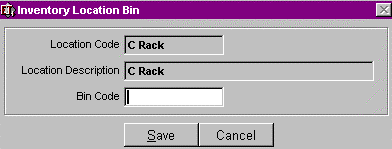 Inventory Location Bin
Location Code C Rack
Location Description C Rack
Bin Code
Save Cancel